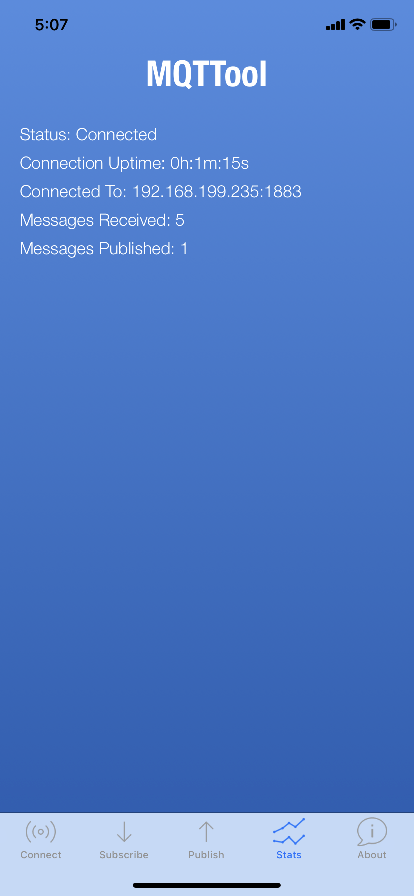 5:07
MQTTool
Status: Connected
Connection Uptime: 0h:1m:15s
Connected To: 192.168.199.235:1883
Messages Received: 5
Messages Published: 1
Connect Subscribe Publish Stats About